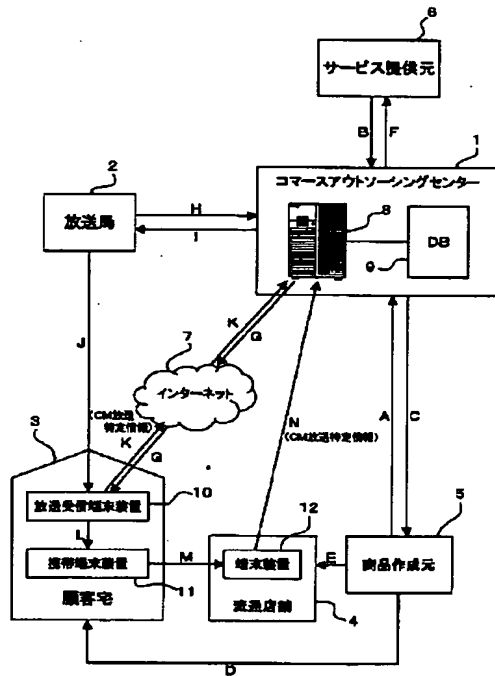 6
サービス提供元
B
F
1
コマースアウトソーシングセンター
2
放送局
H
I
8
DB
9
J
K
G
7
インターネット
N
(CM放送特定情報)
A
C
(CM放送
特定情報)
K
G
3
放送受信端末装置
10
L
携帯端末装置
11
顧客宅
M
12
端末装置
流通店舗
4
E
5
商品作成元
D